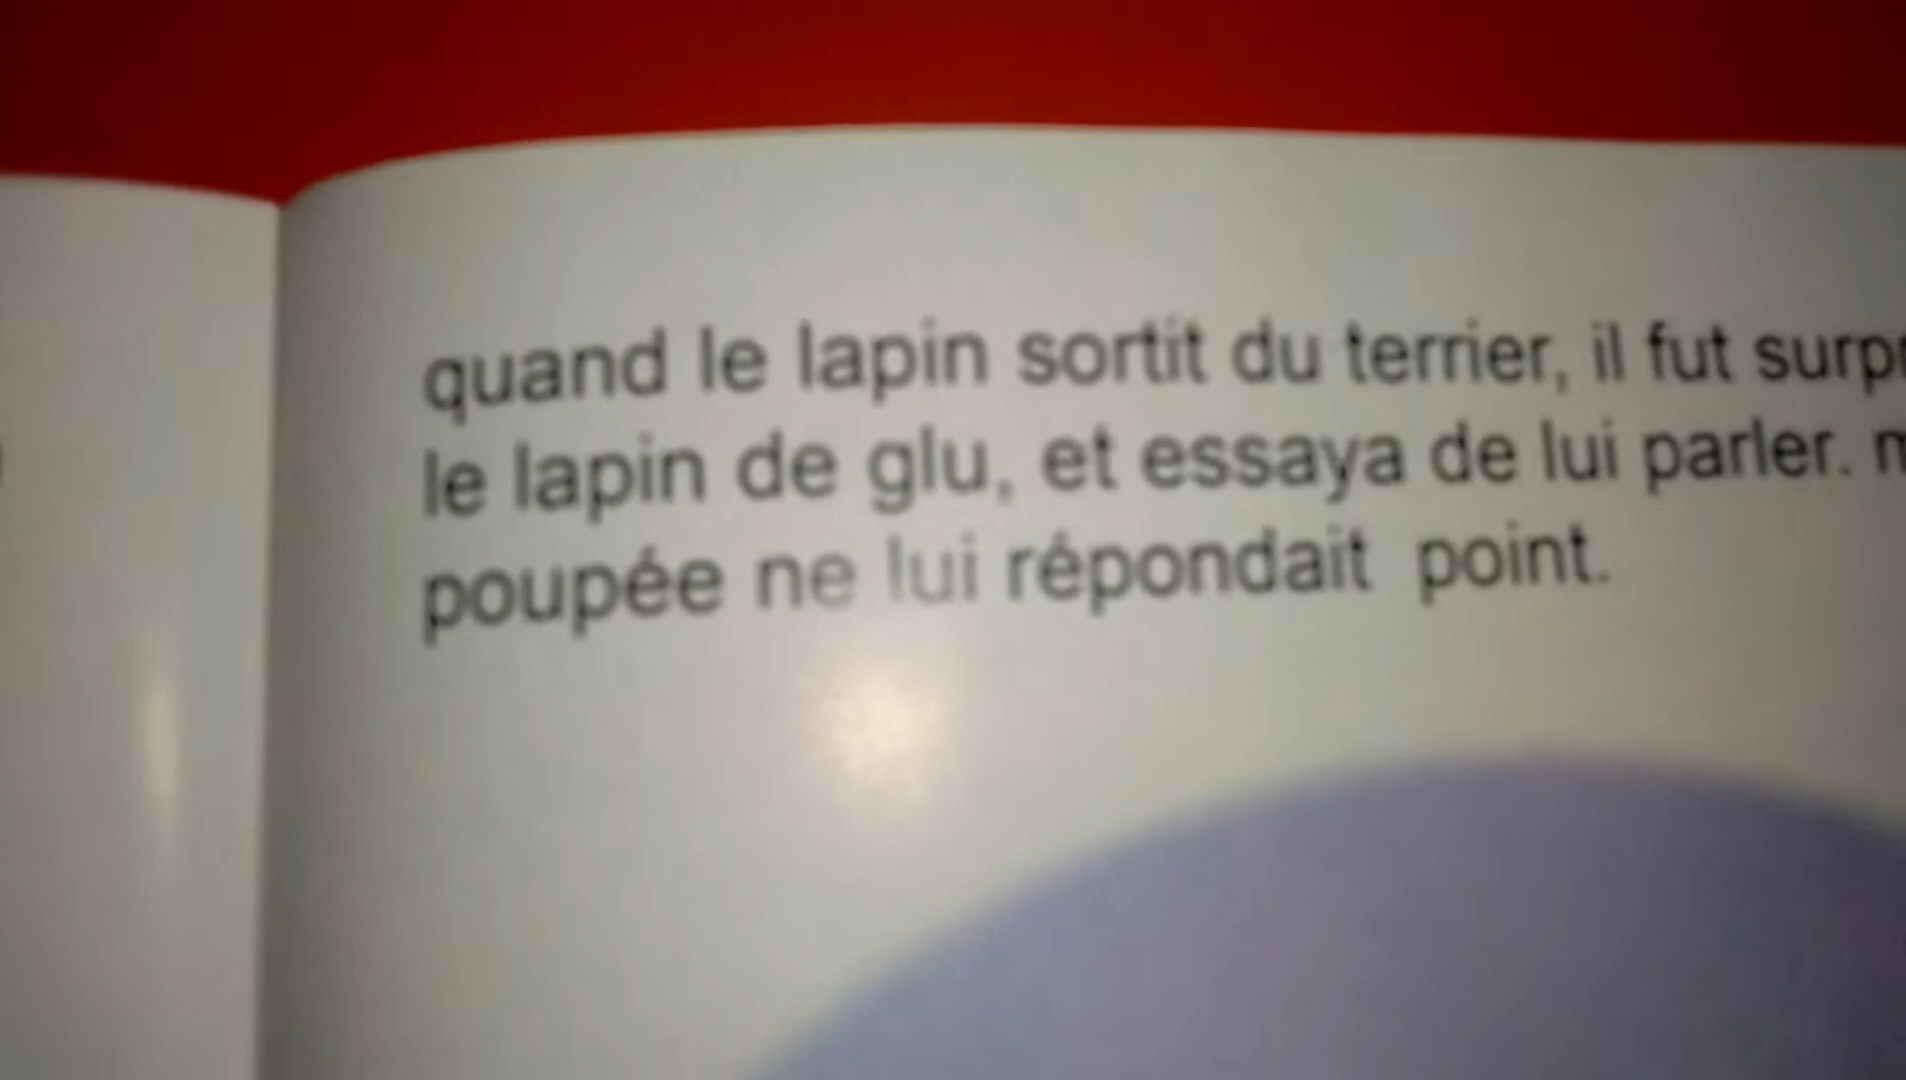 quand le lapin sortit du terrier, il fut
le lapin de glu, et essaya de lui parler.
poupée ne lui répondait point.